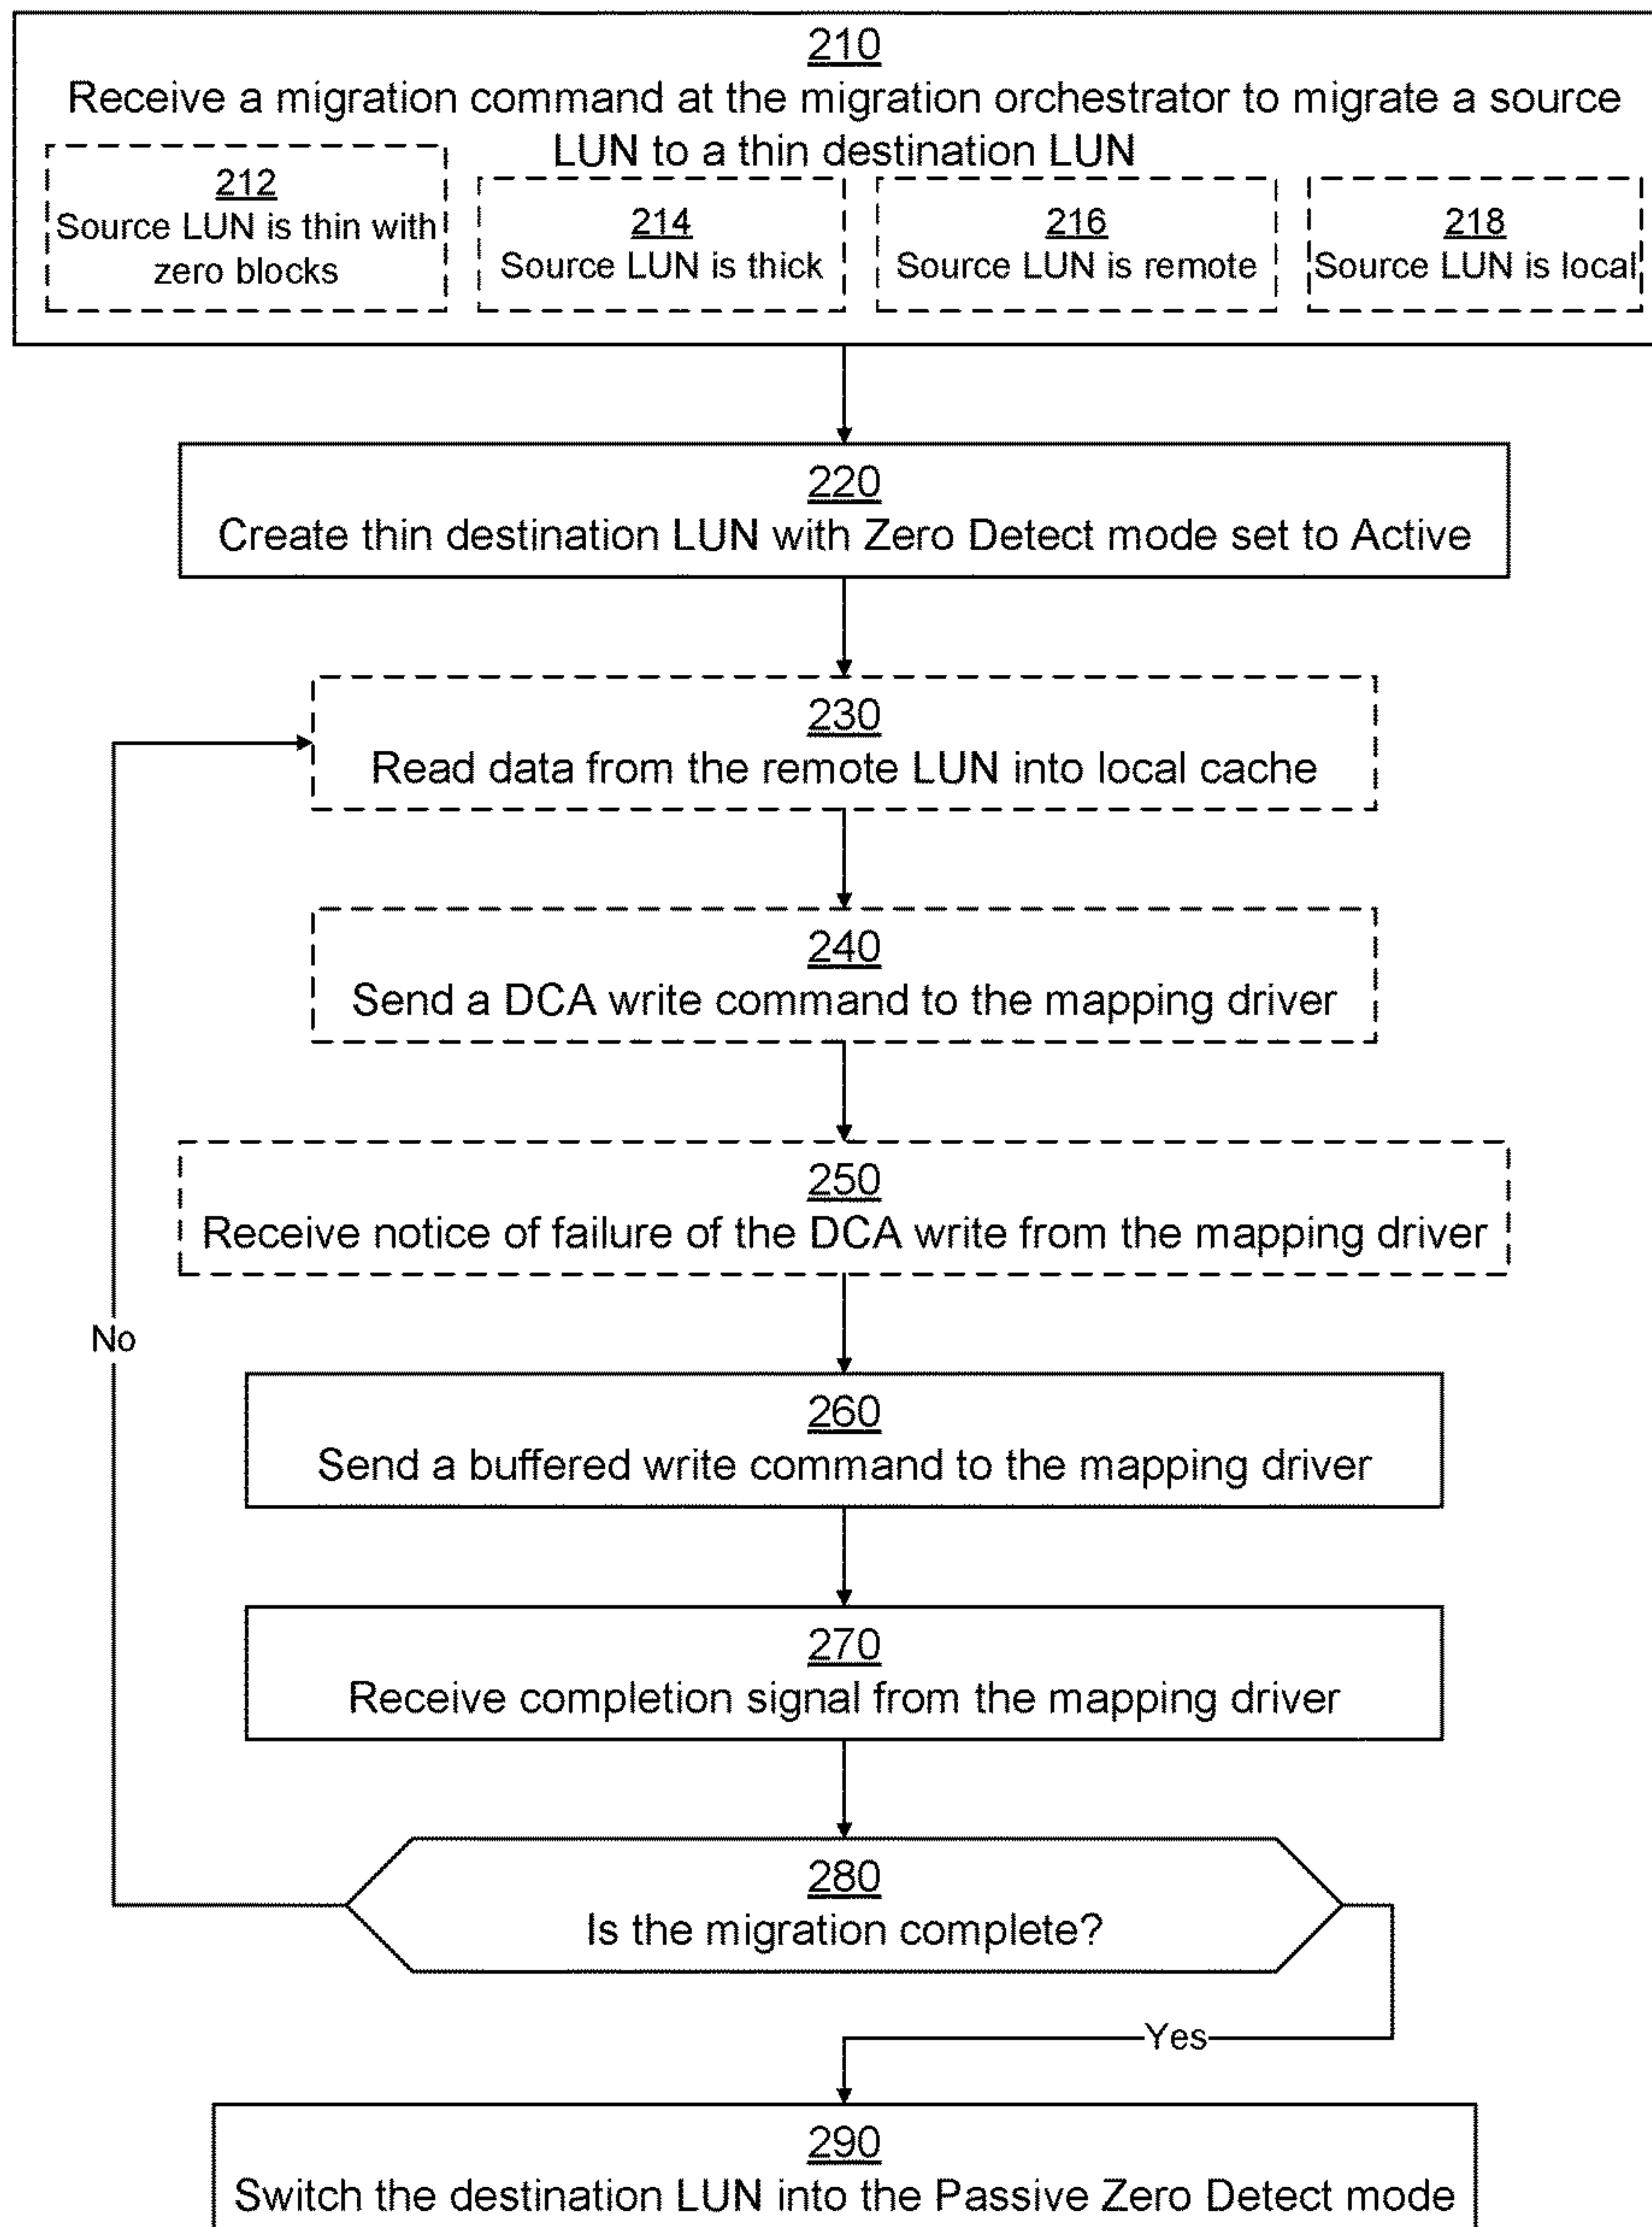 210
Receive a migration command at the migration orchestrator to migrate a source
LUN to a thin destination LUN
212
Source LUN is thin with
zero blocks
214
Source LUN is thick
216
Source LUN is remote
218
Source LUN is local
220
Create thin destination LUN with Zero Detect mode set to Active
230
Read data from the remote LUN into local cache
240
Send a DCA write command to the mapping driver
250
Receive notice of failure of the DCA write from the mapping driver
No
260
Send a buffered write command to the mapping driver
270
Receive completion signal from the mapping driver
280
Is the migration complete?
Yes
290
Switch the destination LUN into the Passive Zero Detect mode